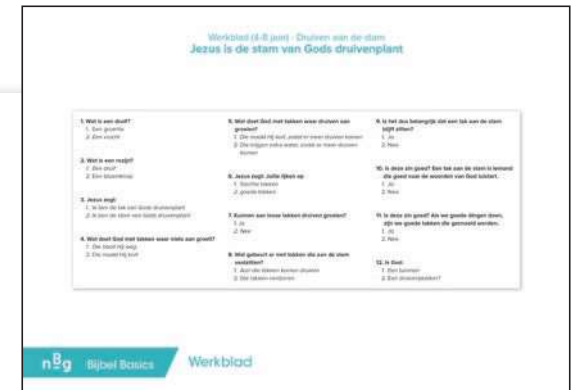 Werkblad (4-8 jaar) - Druiven aan de stam
Jezus is de stam van Gods druivenplant
1. Wat is een druif?
1. Een groente
2. Een vrucht
2. Wat is een rozijn?
1. Een druif
2. Een bloemknop
3. Jezus zegt:
1. Ik ben de tak van Gods druivenplant
2. Ik ben de stam van Gods druivenplant
4. Wat doet God met takken waar niets aan groeit?
1. Die haalt Hij weg
2. Die maakt Hij kort
5. Wat doet God met takken waar druiven aan
groeien?
1. Die maakt Hij kort, zodat er meer druiven komen
2. Die krijgen extra water, zodat er meer druiven
komen
6. Jezus zegt: Jullie lijken op
1. Slechte takken
2. goede takken
7. Kunnen aan losse takken druiven groeien?
1. Ja
2. Nee
8. Wat gebeurt er met takken die aan de stam
vastzitten?
1. Aan die takken komen druiven
2. Die takken verdorren
9. Is het dus belangrijk dat een tak aan de stam
blijft zitten?
1. Ja
2. Nee
10. Is deze zin goed? Een tak aan de stam is iemand
die goed naar de woorden van God luistert.
1. Ja
2. Nee
11. Is deze zin goed? Als we goede dingen doen,
zijn we goede takken die gesnoeid worden.
1. Ja
2. Nee
12. Is God:
1. Een tuinman
2. Een druivenplukker?
nBg Bijbel Basics Werkblad